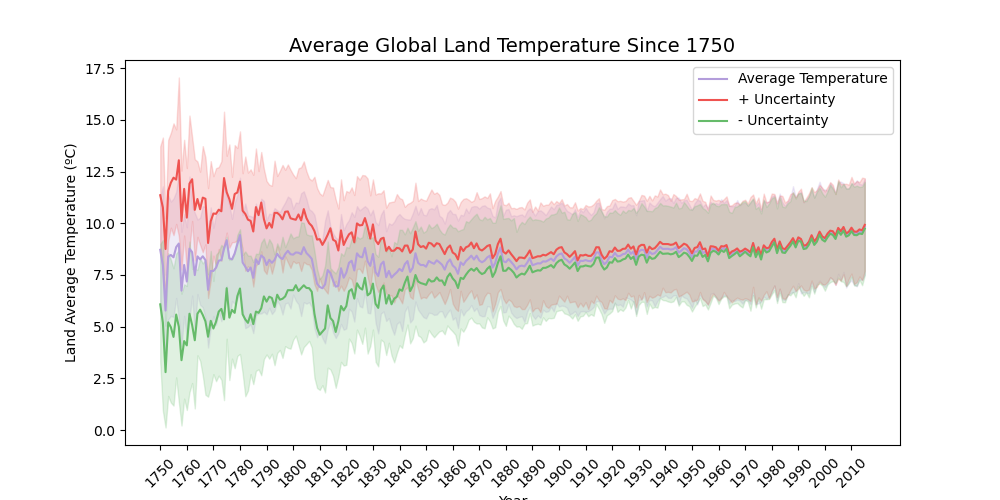 Average Global Land Temperature Since 1750
Average Temperature
+ Uncertainty
- Uncertainty
Land Average Temperature (ºC)
17.5
15.0
12.5
10.0
7.5
5.0
2.5
0.0
1750 1760 1770 1780 1790 1800 1810 1820 1830 1840 1850 1860 1870 1880 1890 1900 1910 1920 1930 1940 1950 1960 1970 1980 1990 2000 2010
Year